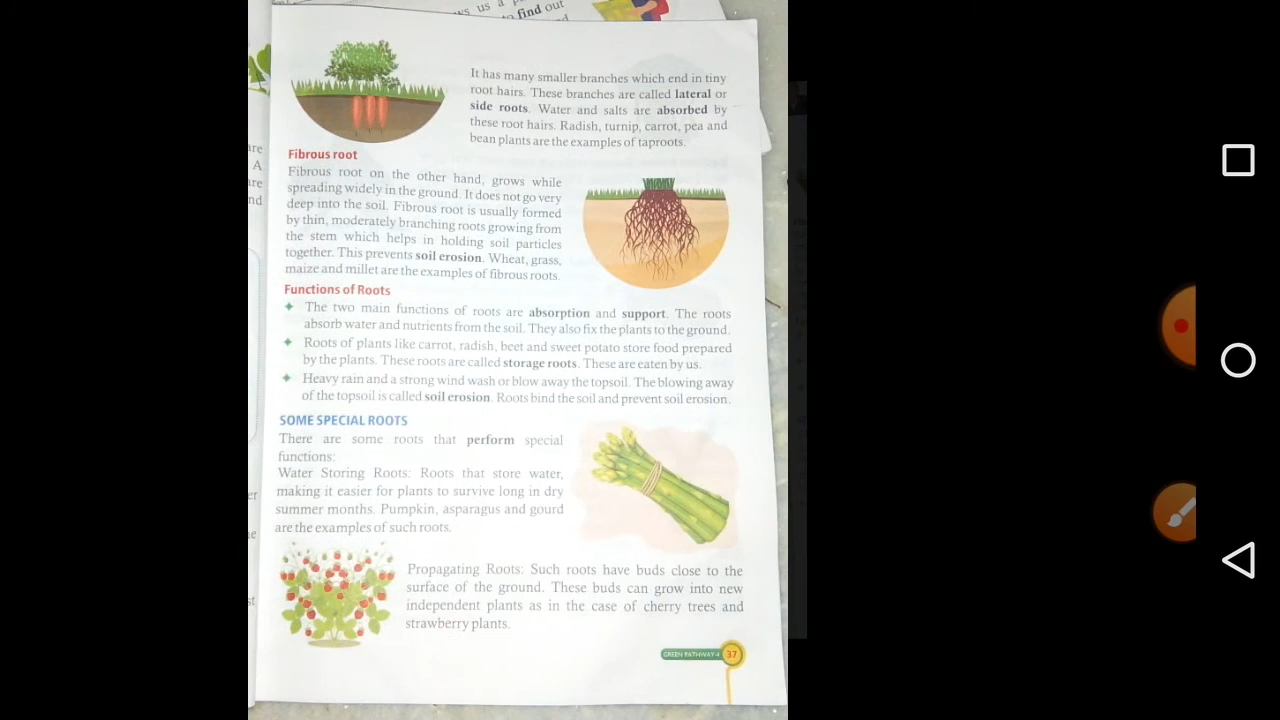 ws us a
to find out
It has many smaller branches which end in tiny
root hairs. These branches are called lateral or
side roots. Water and salts are absorbed by
these root hairs. Radish, turnip, carrot, pea and
bean plants are the examples of taproots.
are
A
are
nd
Fibrous root
Fibrous root on the other hand, grows while
spreading widely in the ground. It does not go very
deep into the soil. Fibrous root is usually formed
by thin, moderately branching roots growing from
the stem which helps in holding soil particles
together. This prevents soil erosion. Wheat, grass,
maize and millet are the examples of fibrous roots.
Functions of Roots
The two main functions of roots are absorption and support. The roots
absorb water and nutrients from the soil. They also fix the plants to the ground.
Roots of plants like carrot, radish, beet and sweet potato store food prepared
by the plants. These roots are called storage roots. These are eaten by us.
Heavy rain and a strong wind wash or blow away the topsoil. The blowing away
of the topsoil is called soil erosion. Roots bind the soil and prevent soil erosion.
SOME SPECIAL ROOTS
There are some roots that perform special
functions:
Water Storing Roots: Roots that store water,
making it easier for plants to survive long in dry
summer months. Pumpkin, asparagus and gourd
are the examples of such roots.
er
e
st
Propagating Roots: Such roots have buds close to the
surface of the ground. These buds can grow into new
independent plants as in the case of cherry trees and
strawberry plants.
GREEN PATHWAY-4 37